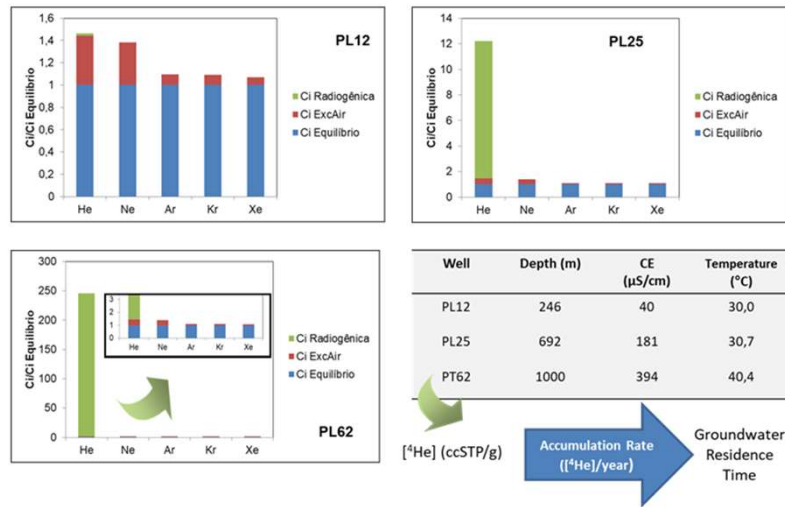 PL12
Ci/Ci Equilíbrio
1,6
1,4
1,2
1
0,8
0,6
0,4
0,2
0
He Ne Ar Kr Xe
Ci Radiogênica
Ci ExcAir
Ci Equilíbrio
PL25
Ci/Ci Equilíbrio
14
12
10
8
6
4
2
0
He Ne Ar Kr Xe
Ci Radiogênica
Ci ExcAir
Ci Equilíbrio
Ci/Ci Equilíbrio
300
250
200
150
100
50
0
He Ne Ar Kr Xe
3
2
1
0
He Ne Ar Kr Xe
Ci Radiogênica
Ci ExcAir
Ci Equilíbrio
PL62
Well Depth (m) CE (µS/cm) Temperature (°C)
PL12 246 40 30,0
PL25 692 181 30,7
PT62 1000 394 40,4
[⁴He] (ccSTP/g)
Accumulation Rate
([⁴He]/year)
Groundwater
Residence
Time